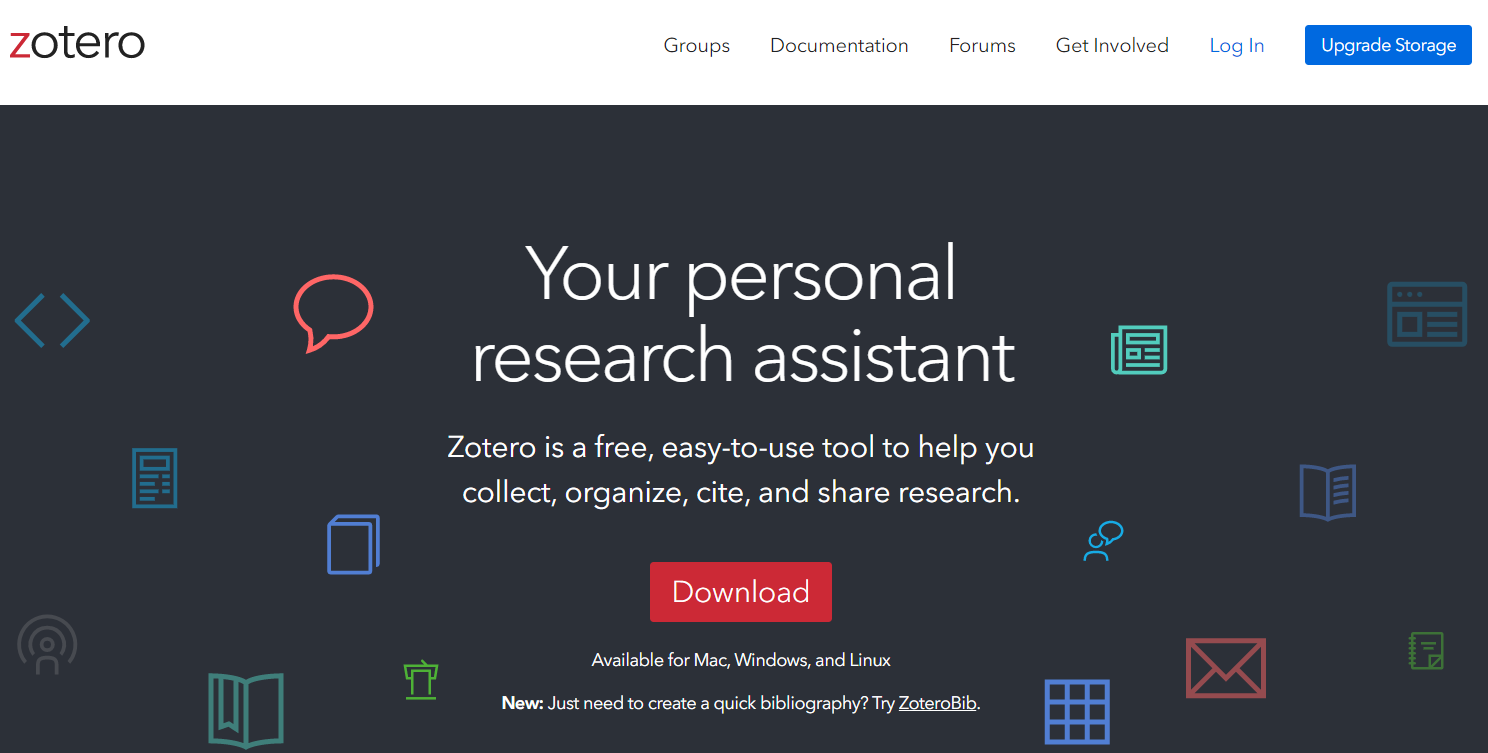 zotero
Groups
Documentation
Forums
Get Involved
Log In
Upgrade Storage
Your personal
research assistant
Zotero is a free, easy-to-use tool to help you
collect, organize, cite, and share research.
Download
Available for Mac, Windows, and Linux
New: Just need to create a quick bibliography? Try ZoteroBib.